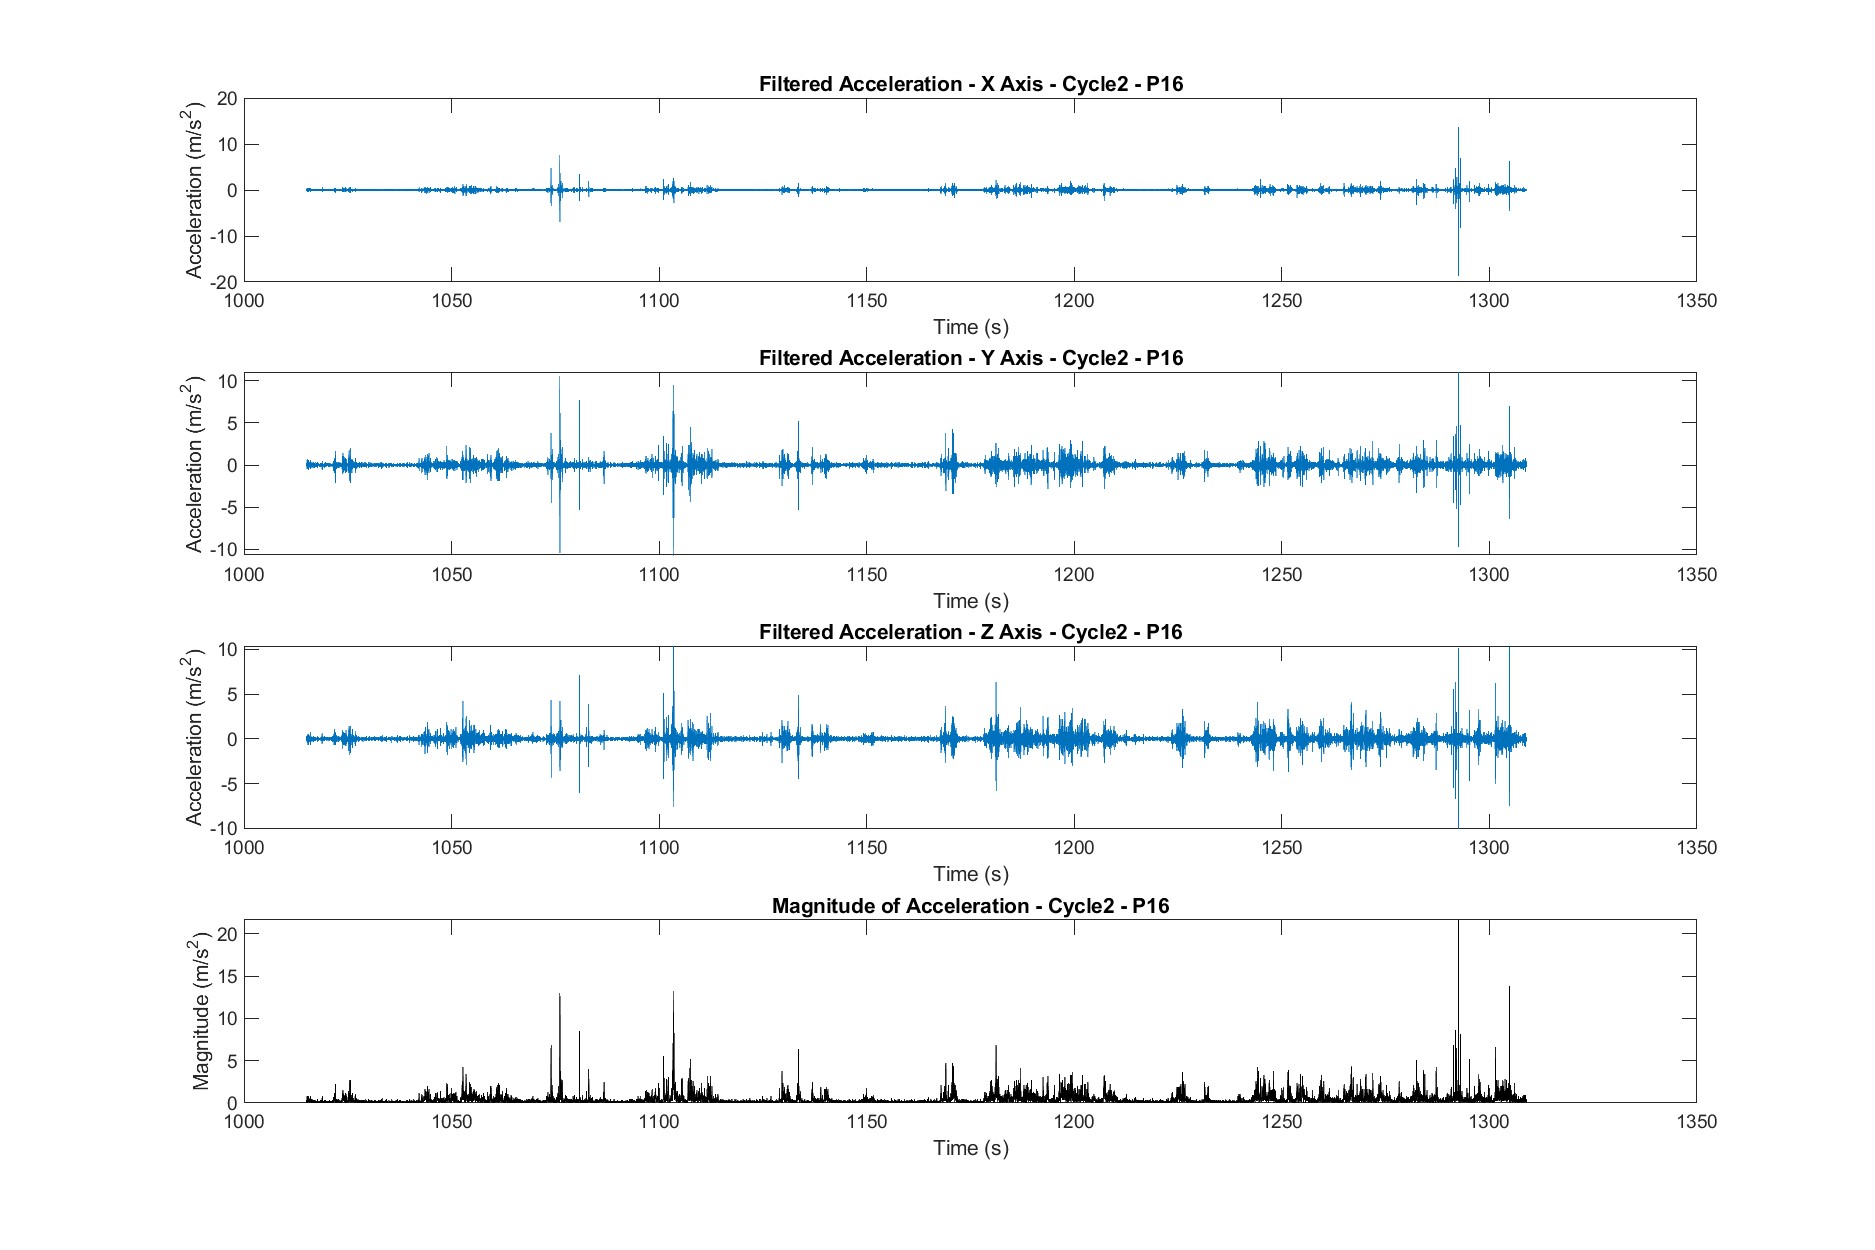 Filtered Acceleration - X Axis - Cycle2 - P16
Acceleration (m/s²)
20
10
0
-10
-20
1000 1050 1100 1150 1200 1250 1300 1350
Time (s)
Filtered Acceleration - Y Axis - Cycle2 - P16
Acceleration (m/s²)
10
5
0
-5
-10
1000 1050 1100 1150 1200 1250 1300 1350
Time (s)
Filtered Acceleration - Z Axis - Cycle2 - P16
Acceleration (m/s²)
10
5
0
-5
-10
1000 1050 1100 1150 1200 1250 1300 1350
Time (s)
Magnitude of Acceleration - Cycle2 - P16
Magnitude (m/s²)
20
15
10
5
0
1000 1050 1100 1150 1200 1250 1300 1350
Time (s)